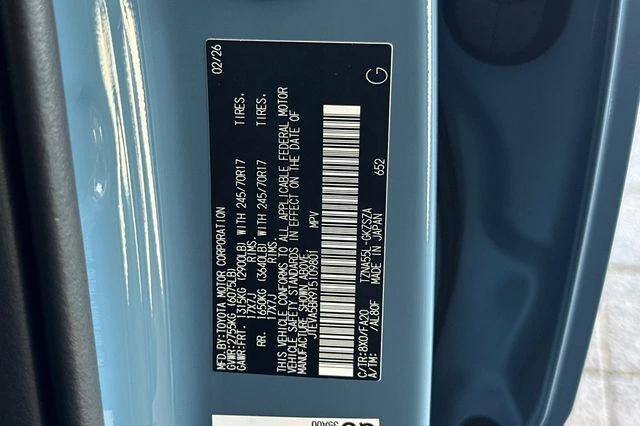 MFD.BY:TOYOTA MOTOR CORPORATION 02/26
GVWR:2755KG (6075LB)
GAWR:FRT. 1315KG (2900LB) WITH 245/70R17 TIRES,
17X7J RIMS,
RR. 1650KG (3640LB) WITH 245/70R17 TIRES,
17X7J RIMS,
THIS VEHICLE CONFORMS TO ALL APPLICABLE FEDERAL MOTOR
VEHICLE SAFETY STANDARDS IN EFFECT ON THE DATE OF
MANUFACTURE SHOWN ABOVE.
JTEVA5BR7T5109801 MPV
C/TR:8X0/FA20 TZNA55L-GKZSZA
A/TM: /AL80F MADE IN JAPAN 652
G
35A00